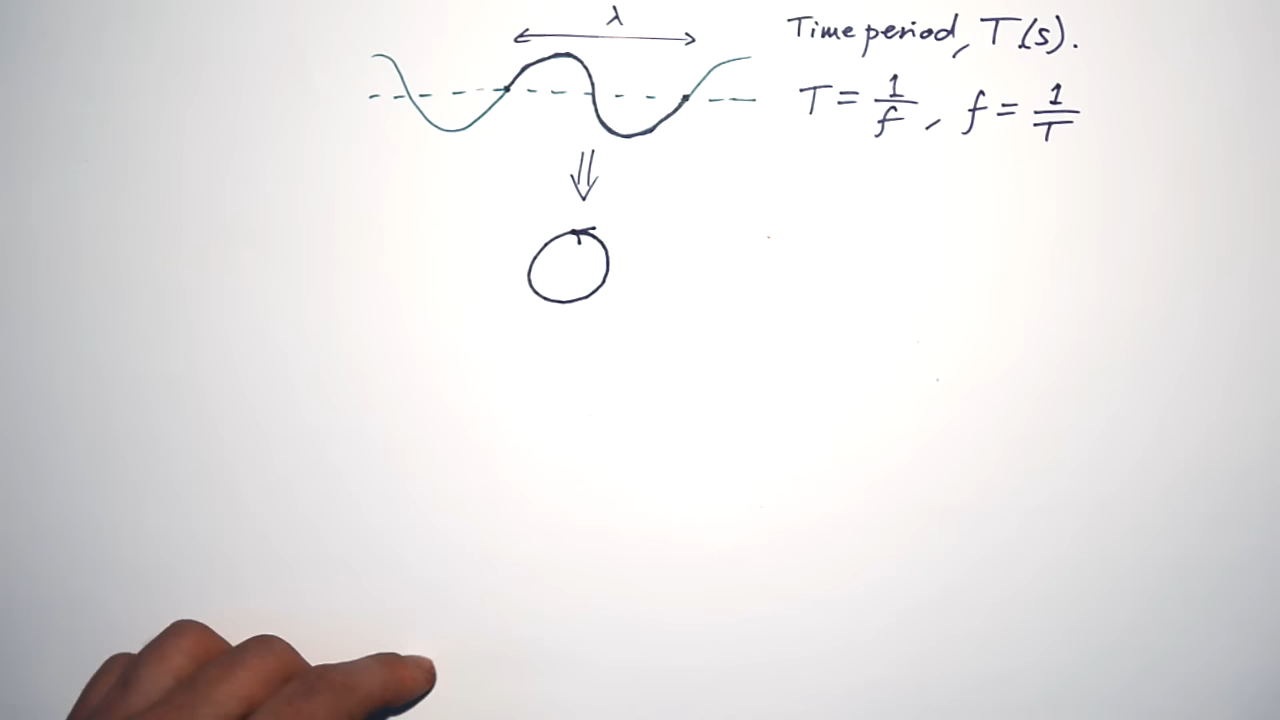 λ
Time period, T(s).
T = 1/f, f = 1/T